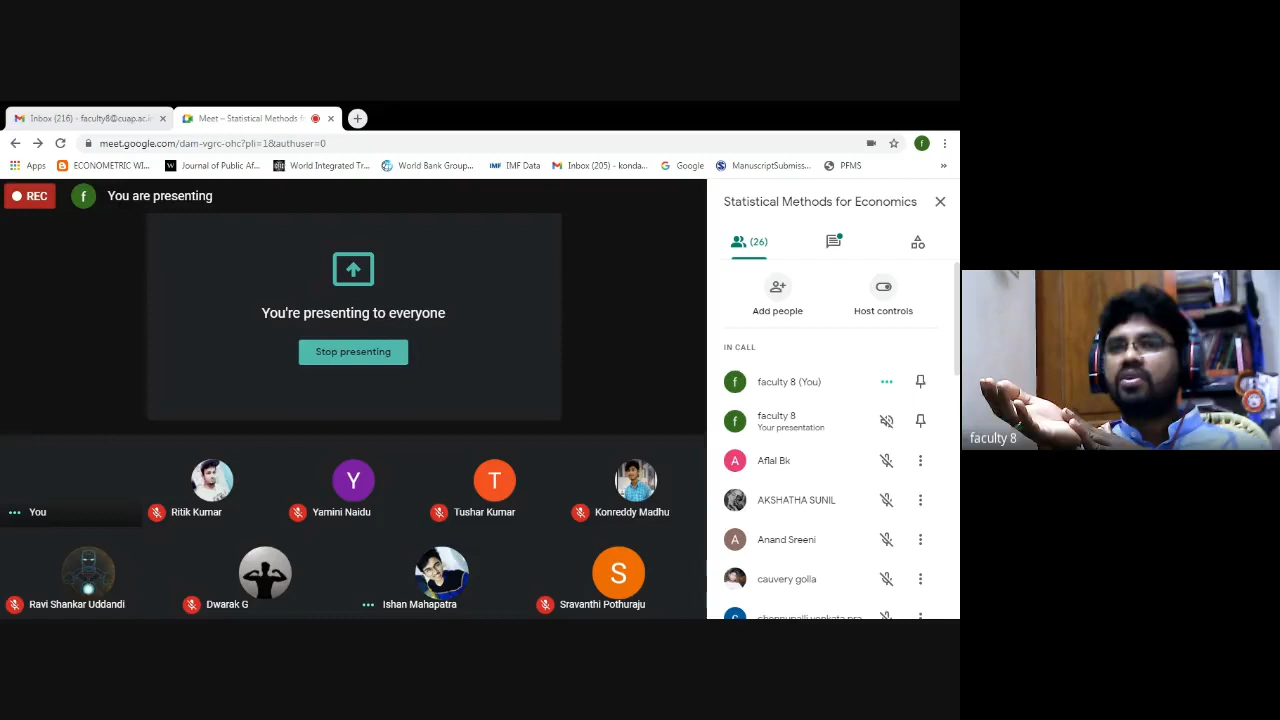 Inbox (216) - faculty8@cuap.ac.i
Meet – Statistical Methods f
meet.google.com/dam-vgrc-ohc?pli=1&authuser=0
f
Apps
ECONOMETRIC WI...
Journal of Public Af...
World Integrated Tr...
World Bank Group...
IMF Data
Inbox (205) - konda...
Google
ManuscriptSubmiss...
PFMS
»
REC
f
You are presenting
You're presenting to everyone
Stop presenting
You
Ritik Kumar
Y
Yamini Naidu
T
Tushar Kumar
Konreddy Madhu
Ravi Shankar Uddandi
Dwarak G
Ishan Mahapatra
S
Sravanthi Pothuraju
Statistical Methods for Economics
(26)
Add people
Host controls
IN CALL
f
faculty 8 (You)
f
faculty 8
Your presentation
A
Aflal Bk
AKSHATHA SUNIL
A
Anand Sreeni
cauvery golla
faculty 8